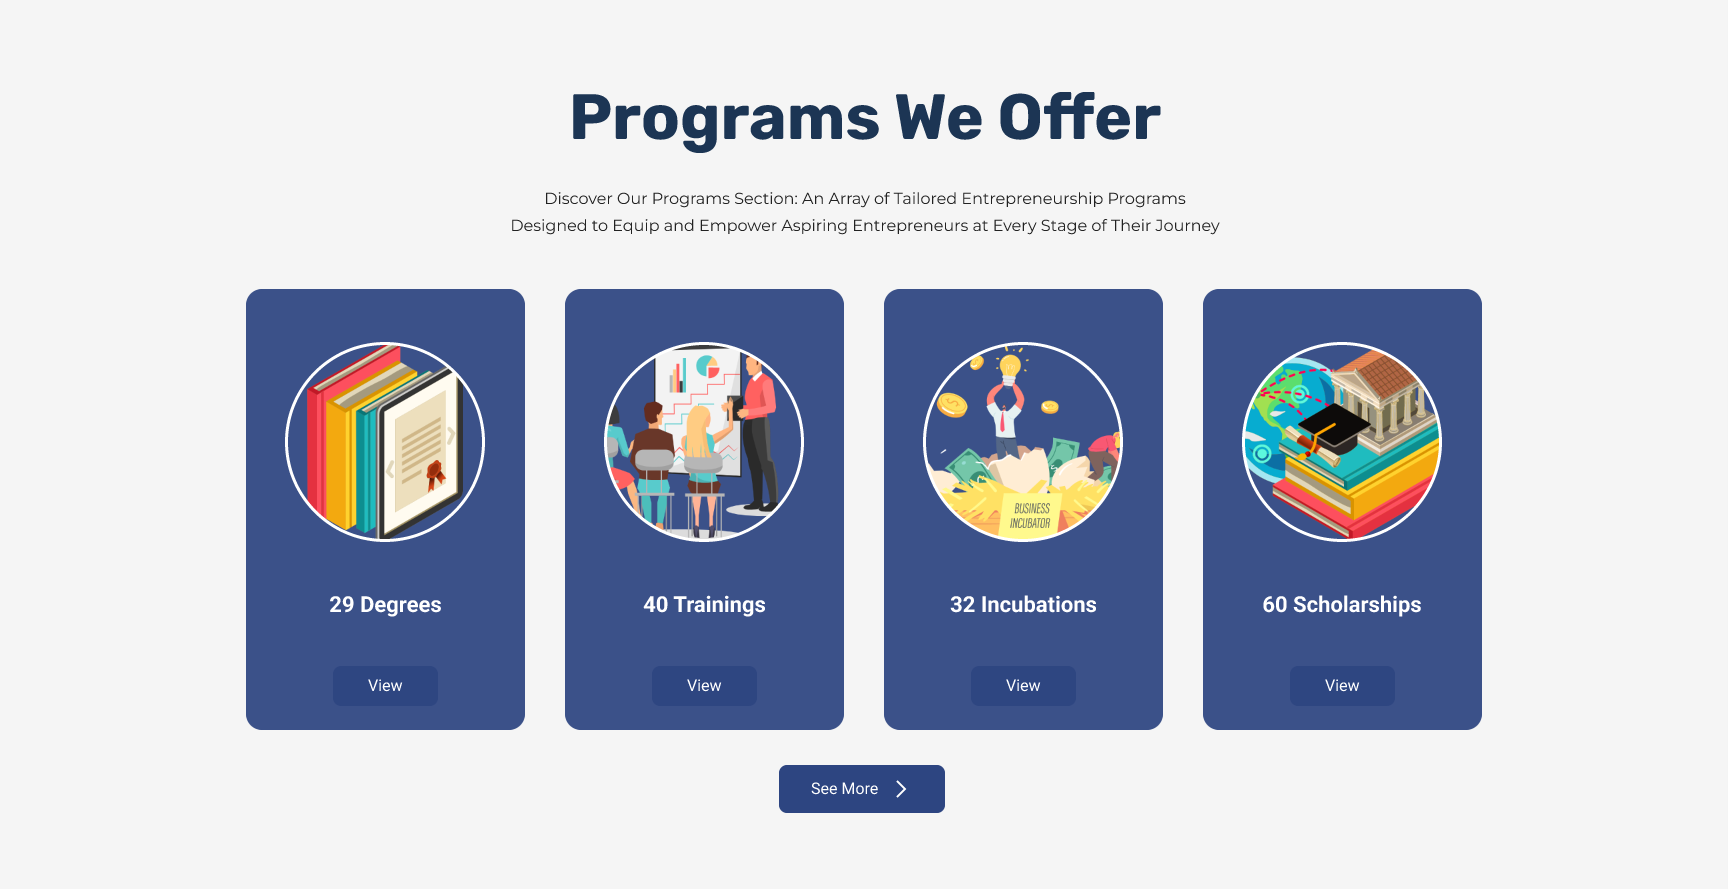 Programs We Offer
Discover Our Programs Section: An Array of Tailored Entrepreneurship Programs
Designed to Equip and Empower Aspiring Entrepreneurs at Every Stage of Their Journey
BUSINESS
INCUBATOR
29 Degrees
40 Trainings
32 Incubations
60 Scholarships
View
View
View
View
See More